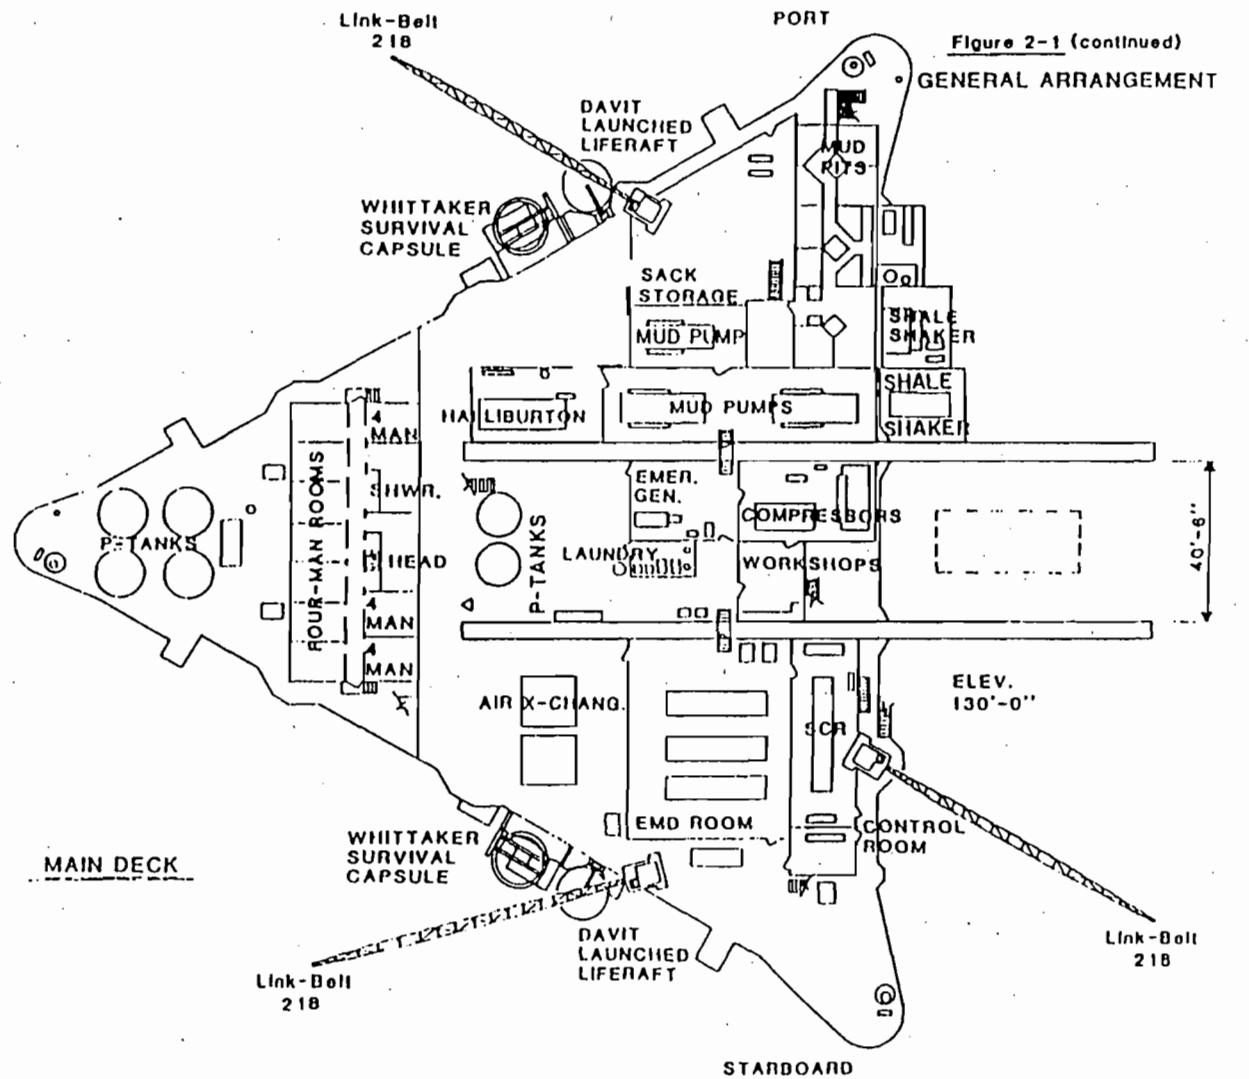 PORT
Link-Belt
218
Figure 2-1 (continued)
GENERAL ARRANGEMENT
DAVIT
LAUNCHED
LIFERAFT
MUD
PITS
WHITTAKER
SURVIVAL
CAPSULE
SACK
STORAGE
MUD PUMP
SHALE
SHAKER
SHALE
SHAKER
HALLIBURTON
MUD PUMPS
4
MAN
FOUR-MAN ROOMS
SHWR.
HEAD
4
MAN
4
MAN
P-TANKS
P-TANKS
EMER.
GEN.
COMPRESSORS
LAUNDRY
WORK SHOPS
40'-6"
AIR X-CHANG.
SCR
ELEV.
130'-0"
EMD ROOM
CONTROL
ROOM
WHITTAKER
SURVIVAL
CAPSULE
MAIN DECK
DAVIT
LAUNCHED
LIFERAFT
Link-Belt
218
Link-Belt
218
STARBOARD